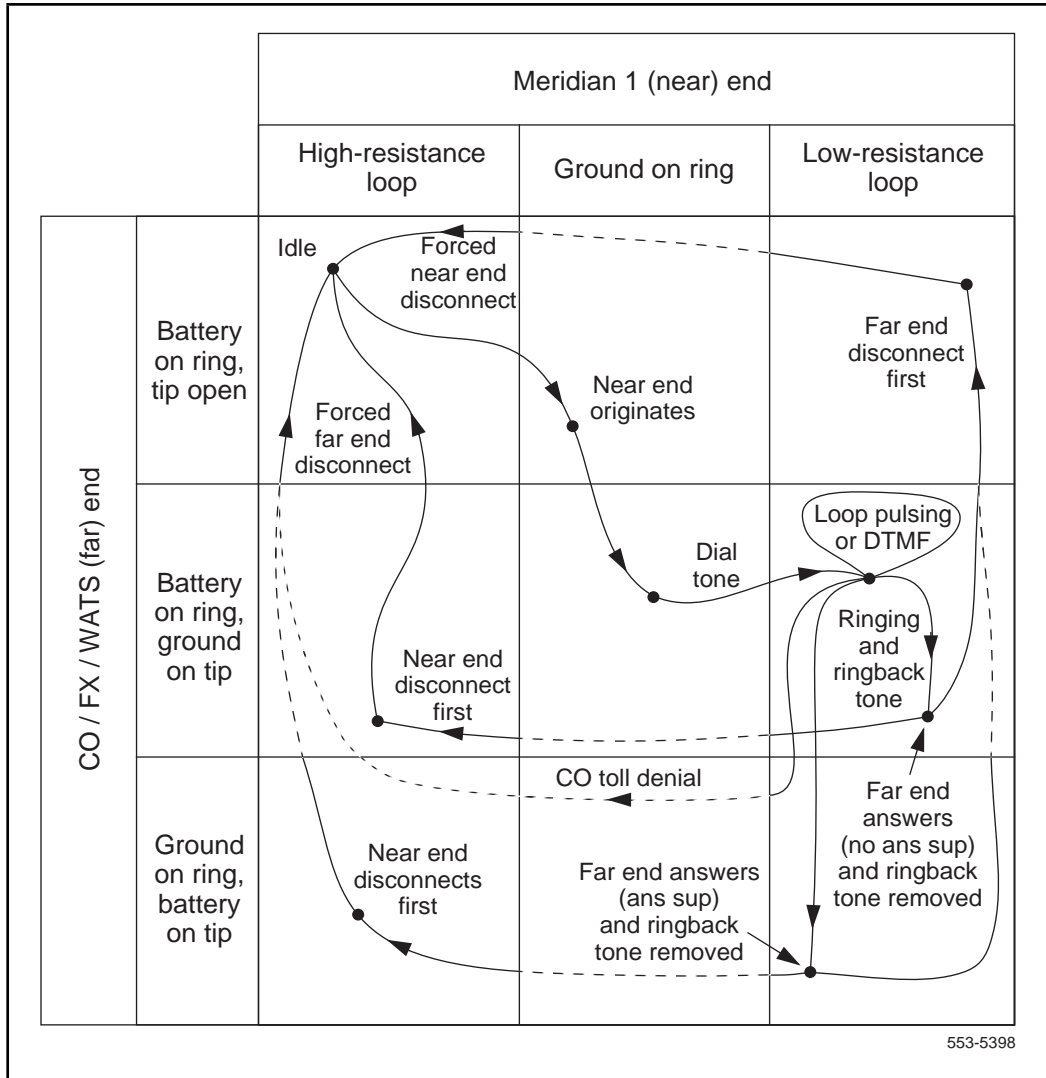 Meridian 1 (near) end
High-resistance
loop
Ground on ring
Low-resistance
loop
CO / FX / WATS (far) end
Battery
on ring,
tip open
Idle
Forced
near end
disconnect
Forced
far end
disconnect
Near end
originates
Far end
disconnect
first
Battery
on ring,
ground
on tip
Near end
disconnect
first
Dial
tone
Loop pulsing
or DTMF
Ringing
and
ringback
tone
Ground
on ring,
battery
on tip
Near end
disconnects
first
CO toll denial
Far end answers
(ans sup)
and ringback
tone removed
Far end
answers
(no ans sup)
and ringback
tone removed
553-5398